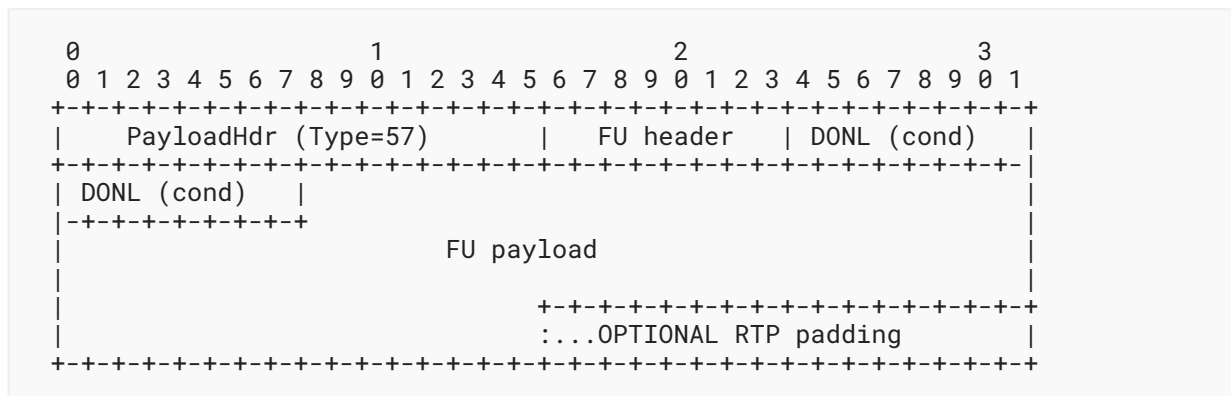 0                   1                   2                   3
 0 1 2 3 4 5 6 7 8 9 0 1 2 3 4 5 6 7 8 9 0 1 2 3 4 5 6 7 8 9 0 1
+-+-+-+-+-+-+-+-+-+-+-+-+-+-+-+-+-+-+-+-+-+-+-+-+-+-+-+-+-+-+-+-+
|    PayloadHdr (Type=57)       |   FU header   | DONL (cond)   |
+-+-+-+-+-+-+-+-+-+-+-+-+-+-+-+-+-+-+-+-+-+-+-+-+-+-+-+-+-+-+-+-|
| DONL (cond)   |                                               |
|-+-+-+-+-+-+-+-+                                               |
|                         FU payload                            |
|                                                               |
|                               +-+-+-+-+-+-+-+-+-+-+-+-+-+-+-+-+
|                               :...OPTIONAL RTP padding        |
+-+-+-+-+-+-+-+-+-+-+-+-+-+-+-+-+-+-+-+-+-+-+-+-+-+-+-+-+-+-+-+-+